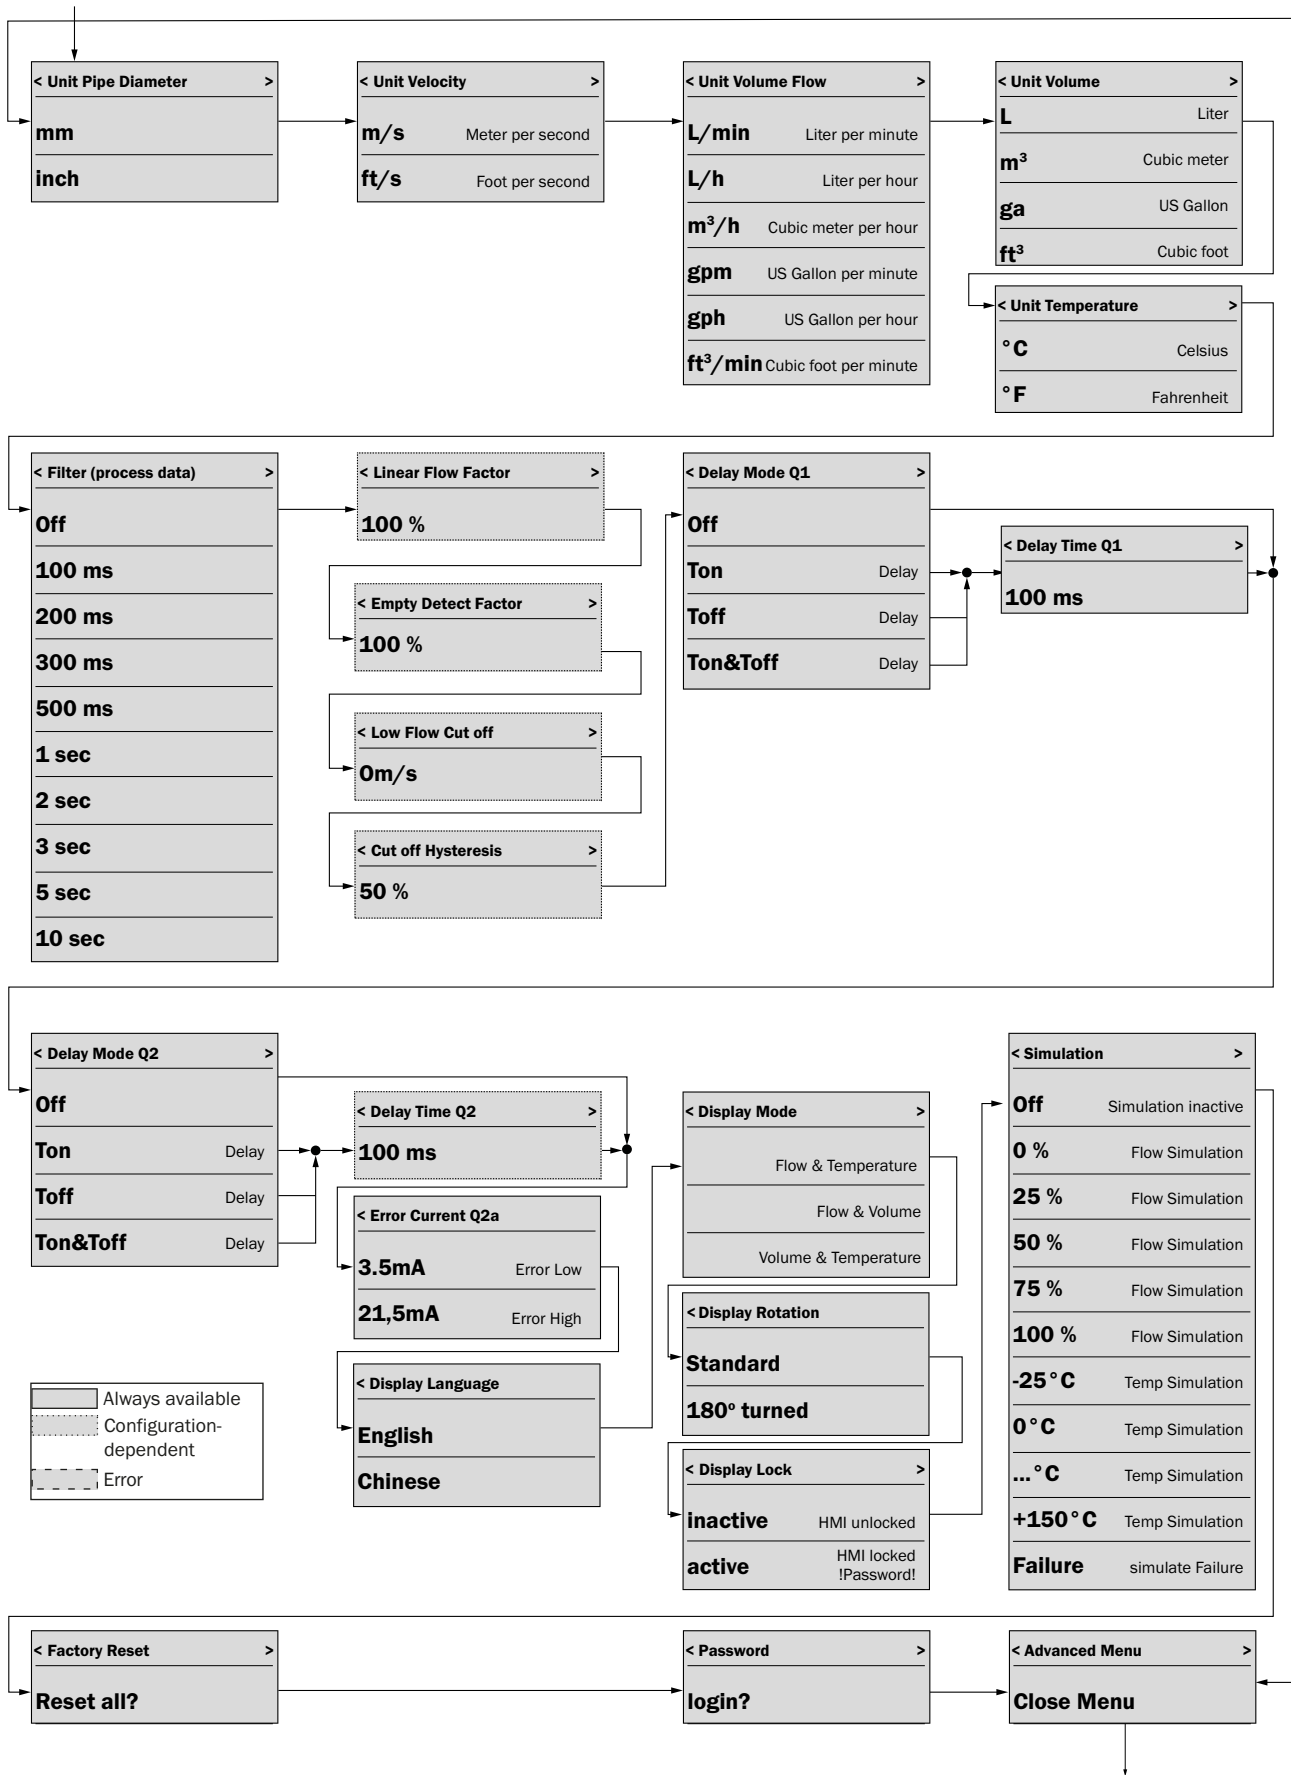 < Unit Pipe Diameter >
mm
inch
< Unit Velocity >
m/s Meter per second
ft/s Foot per second
< Unit Volume Flow >
L/min Liter per minute
L/h Liter per hour
m³/h Cubic meter per hour
gpm US Gallon per minute
gph US Gallon per hour
ft³/min Cubic foot per minute
< Unit Volume >
L Liter
m³ Cubic meter
ga US Gallon
ft³ Cubic foot
< Unit Temperature >
°C Celsius
°F Fahrenheit
< Filter (process data) >
Off
100 ms
200 ms
300 ms
500 ms
1 sec
2 sec
3 sec
5 sec
10 sec
< Linear Flow Factor >
100 %
< Empty Detect Factor >
100 %
< Low Flow Cut off >
0m/s
< Cut off Hysteresis >
50 %
< Delay Mode Q1 >
Off
Ton Delay
Toff Delay
Ton&Toff Delay
< Delay Time Q1 >
100 ms
< Delay Mode Q2 >
Off
Ton Delay
Toff Delay
Ton&Toff Delay
< Delay Time Q2 >
100 ms
< Error Current Q2a
3.5mA Error Low
21,5mA Error High
< Display Language
English
Chinese
< Display Mode >
Flow & Temperature
Flow & Volume
Volume & Temperature
< Display Rotation
Standard
180º turned
< Display Lock >
inactive HMI unlocked
active HMI locked
!Password!
< Simulation >
Off Simulation inactive
0 % Flow Simulation
25 % Flow Simulation
50 % Flow Simulation
75 % Flow Simulation
100 % Flow Simulation
-25°C Temp Simulation
0°C Temp Simulation
...°C Temp Simulation
+150°C Temp Simulation
Failure simulate Failure
Always available
Configuration-
dependent
Error
< Factory Reset >
Reset all?
< Password >
login?
< Advanced Menu >
Close Menu